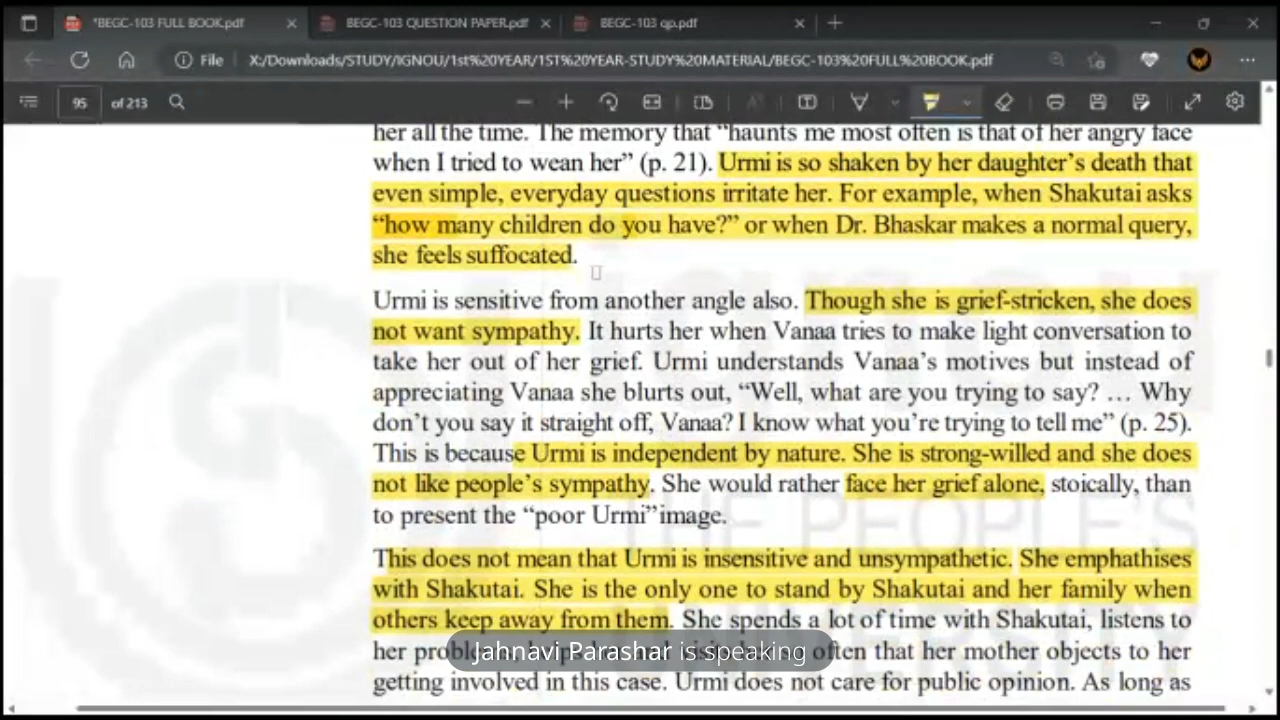 *BEGC-103 FULL BOOK.pdf
BEGC-103 QUESTION PAPER.pdf
BEGC-103 qp.pdf
File
X:/Downloads/STUDY/IGNOU/1st%20YEAR/1ST%20YEAR-STUDY%20MATERIAL/BEGC-103%20FULL%20BOOK.pdf
95 of 213
her all the time. The memory that “haunts me most often is that of her angry face
when I tried to wean her” (p. 21). Urmi is so shaken by her daughter’s death that
even simple, everyday questions irritate her. For example, when Shakutai asks
“how many children do you have?” or when Dr. Bhaskar makes a normal query,
she feels suffocated.
Urmi is sensitive from another angle also. Though she is grief-stricken, she does
not want sympathy. It hurts her when Vanaa tries to make light conversation to
take her out of her grief. Urmi understands Vanaa’s motives but instead of
appreciating Vanaa she blurts out, “Well, what are you trying to say? … Why
don’t you say it straight off, Vanaa? I know what you’re trying to tell me” (p. 25).
This is because Urmi is independent by nature. She is strong-willed and she does
not like people’s sympathy. She would rather face her grief alone, stoically, than
to present the “poor Urmi”image.
This does not mean that Urmi is insensitive and unsympathetic. She emphathises
with Shakutai. She is the only one to stand by Shakutai and her family when
others keep away from them. She spends a lot of time with Shakutai, listens to
her often that her mother objects to her
Jahnavi Parashar is speaking
getting involved in this case. Urmi does not care for public opinion. As long as
THE PEOPLE'S
UNIVERSITY